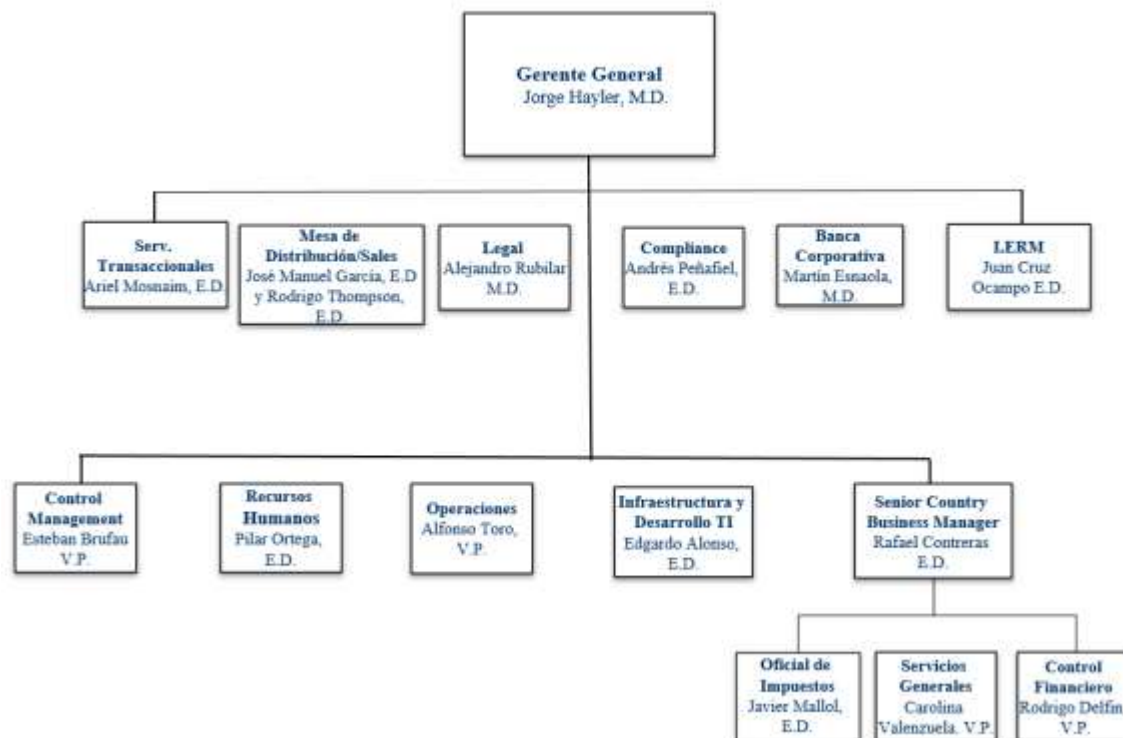 Gerente General
Jorge Hayler, M.D.
Serv.
Transaccionales
Ariel Mosnaim, E.D.
Mesa de
Distribución/Sales
José Manuel García, E.D
y Rodrigo Thompson,
E.D.
Legal
Alejandro Rubilar
M.D.
Compliance
Andrés Peñafiel,
E.D.
Banca
Corporativa
Martín Esnaola,
M.D.
LERM
Juan Cruz
Ocampo E.D.
Control
Management
Esteban Brufau
V.P.
Recursos
Humanos
Pilar Ortega,
E.D.
Operaciones
Alfonso Toro,
V.P.
Infraestructura y
Desarrollo TI
Edgardo Alonso,
E.D.
Senior Country
Business Manager
Rafael Contreras
E.D.
Oficial de
Impuestos
Javier Mallol,
E.D.
Servicios
Generales
Carolina
Valenzuela. V.P.
Control
Financiero
Rodrigo Delfin
V.P.